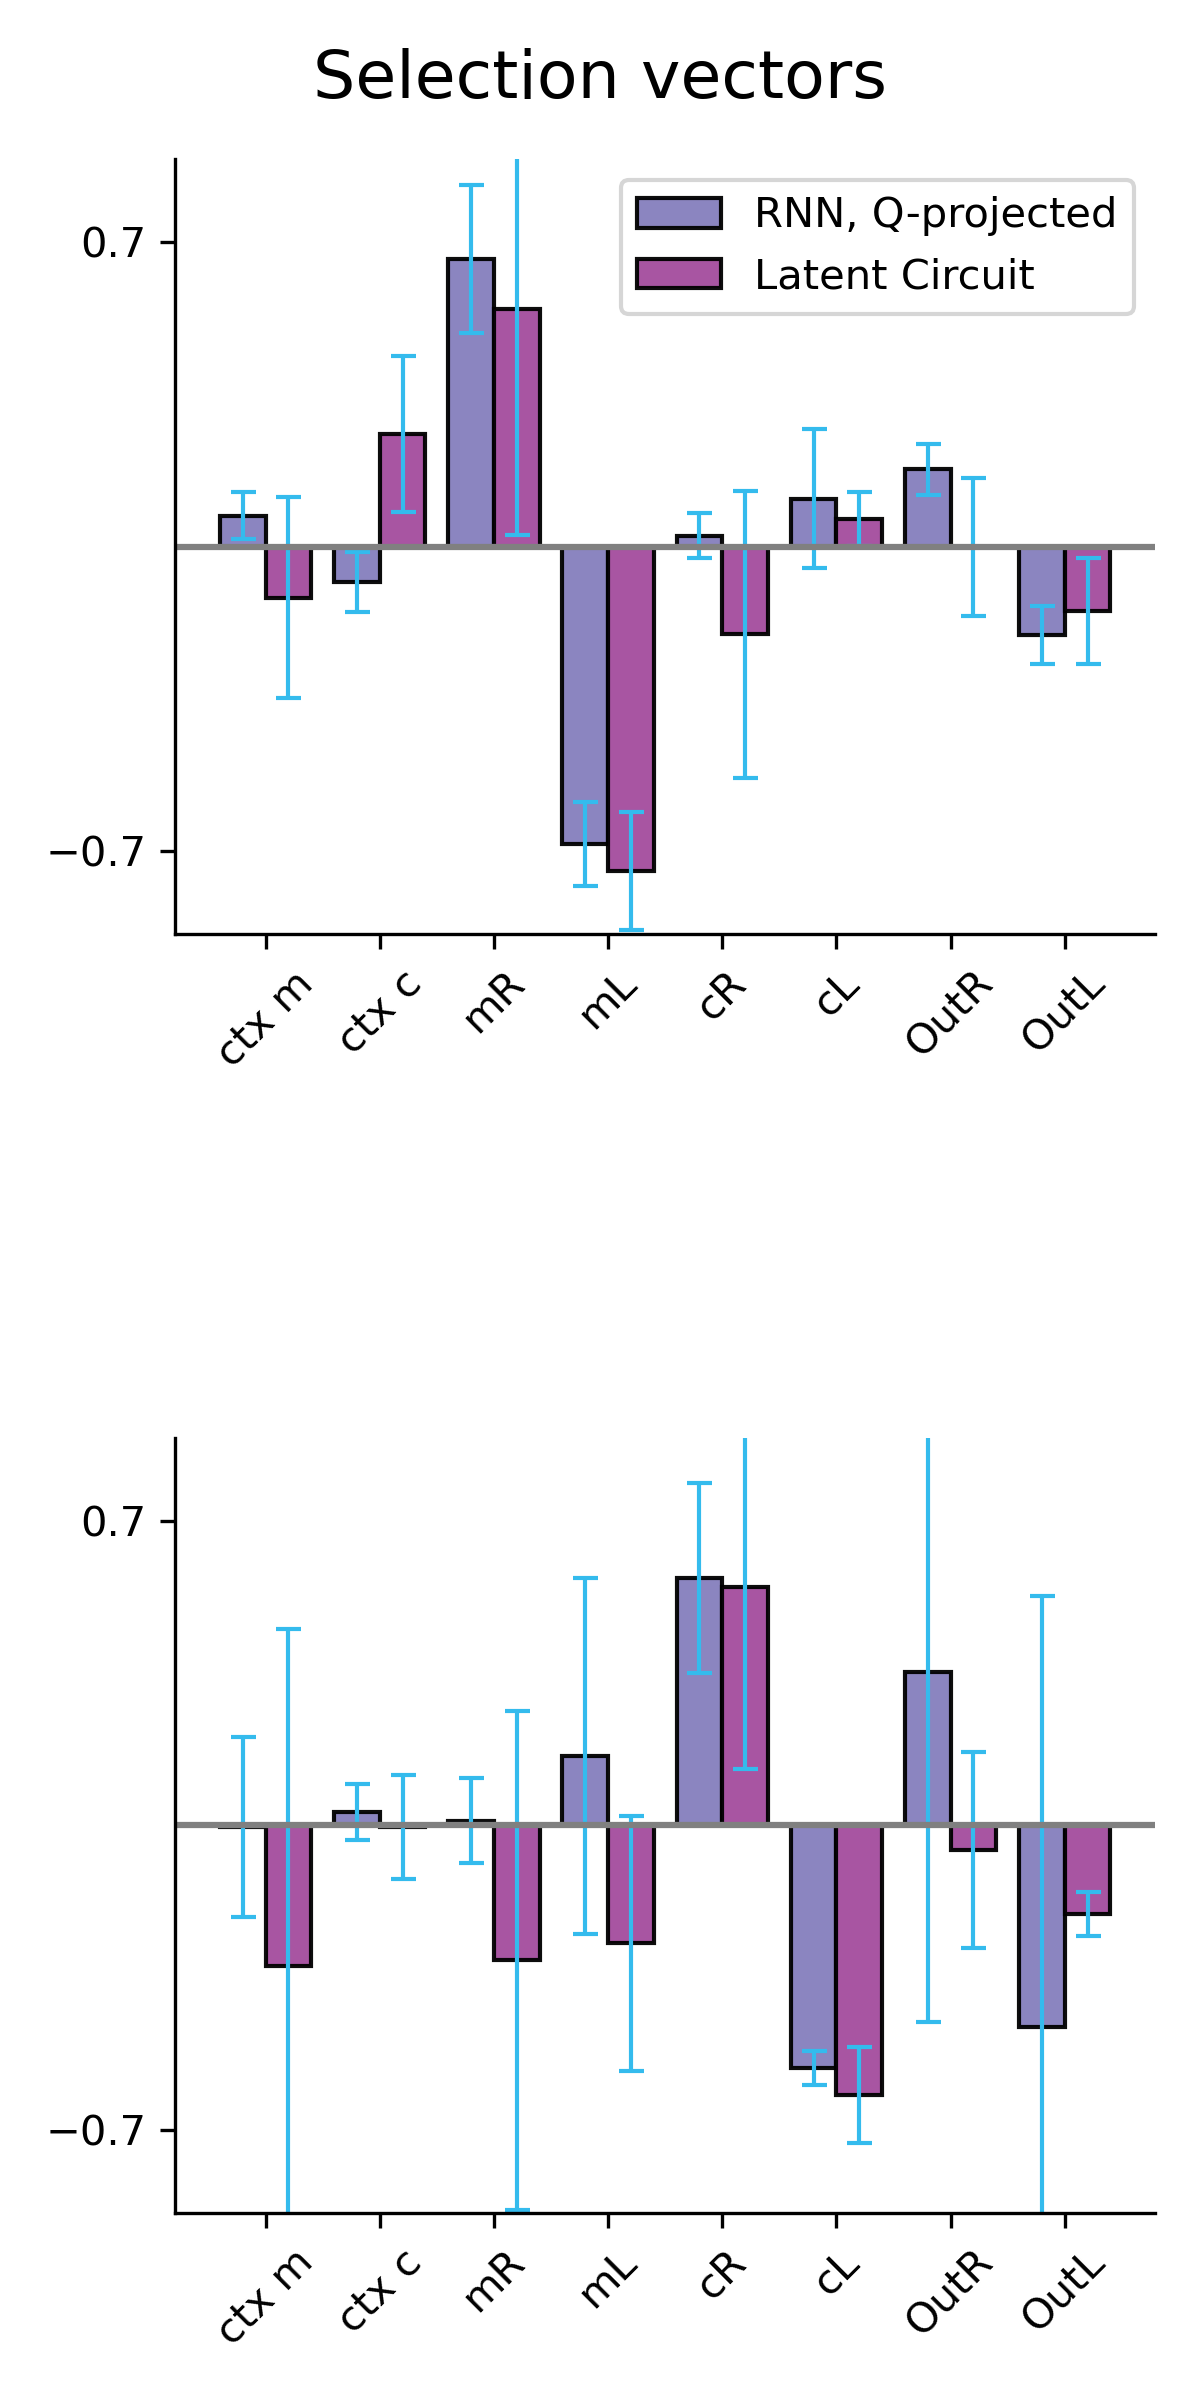 Selection vectors
RNN, Q-projected
Latent Circuit
0.7
−0.7
ctx m
ctx c
mR
mL
cR
cL
OutR
OutL
0.7
−0.7
ctx m
ctx c
mR
mL
cR
cL
OutR
OutL